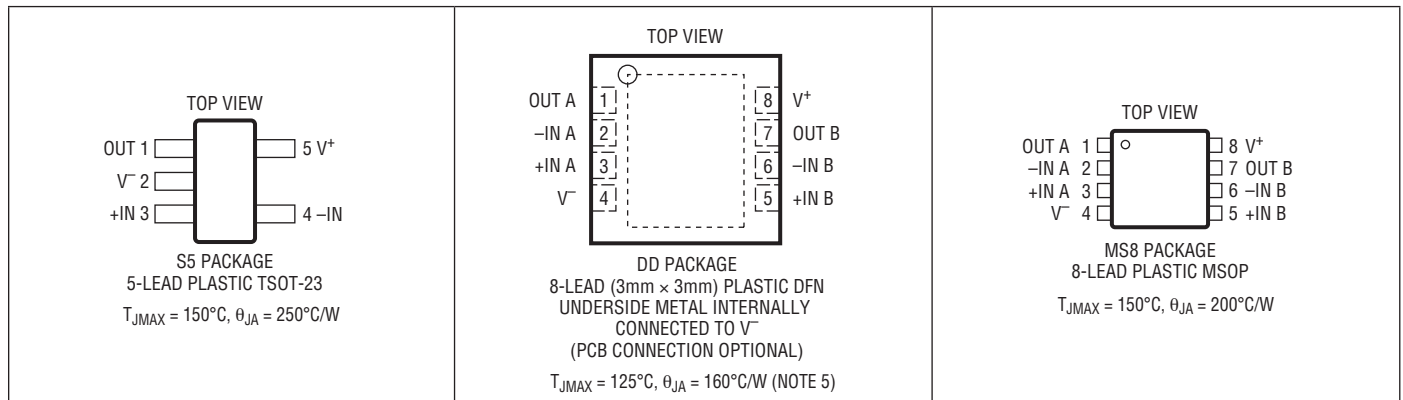 TOP VIEW
OUT 1
V– 2
+IN 3
5 V+
4 –IN
S5 PACKAGE
5-LEAD PLASTIC TSOT-23
TJMAX = 150°C, θJA = 250°C/W
TOP VIEW
OUT A 1
–IN A 2
+IN A 3
V– 4
8 V+
7 OUT B
6 –IN B
5 +IN B
DD PACKAGE
8-LEAD (3mm × 3mm) PLASTIC DFN
UNDERSIDE METAL INTERNALLY
CONNECTED TO V–
(PCB CONNECTION OPTIONAL)
TJMAX = 125°C, θJA = 160°C/W (NOTE 5)
TOP VIEW
OUT A 1
–IN A 2
+IN A 3
V– 4
8 V+
7 OUT B
6 –IN B
5 +IN B
MS8 PACKAGE
8-LEAD PLASTIC MSOP
TJMAX = 150°C, θJA = 200°C/W